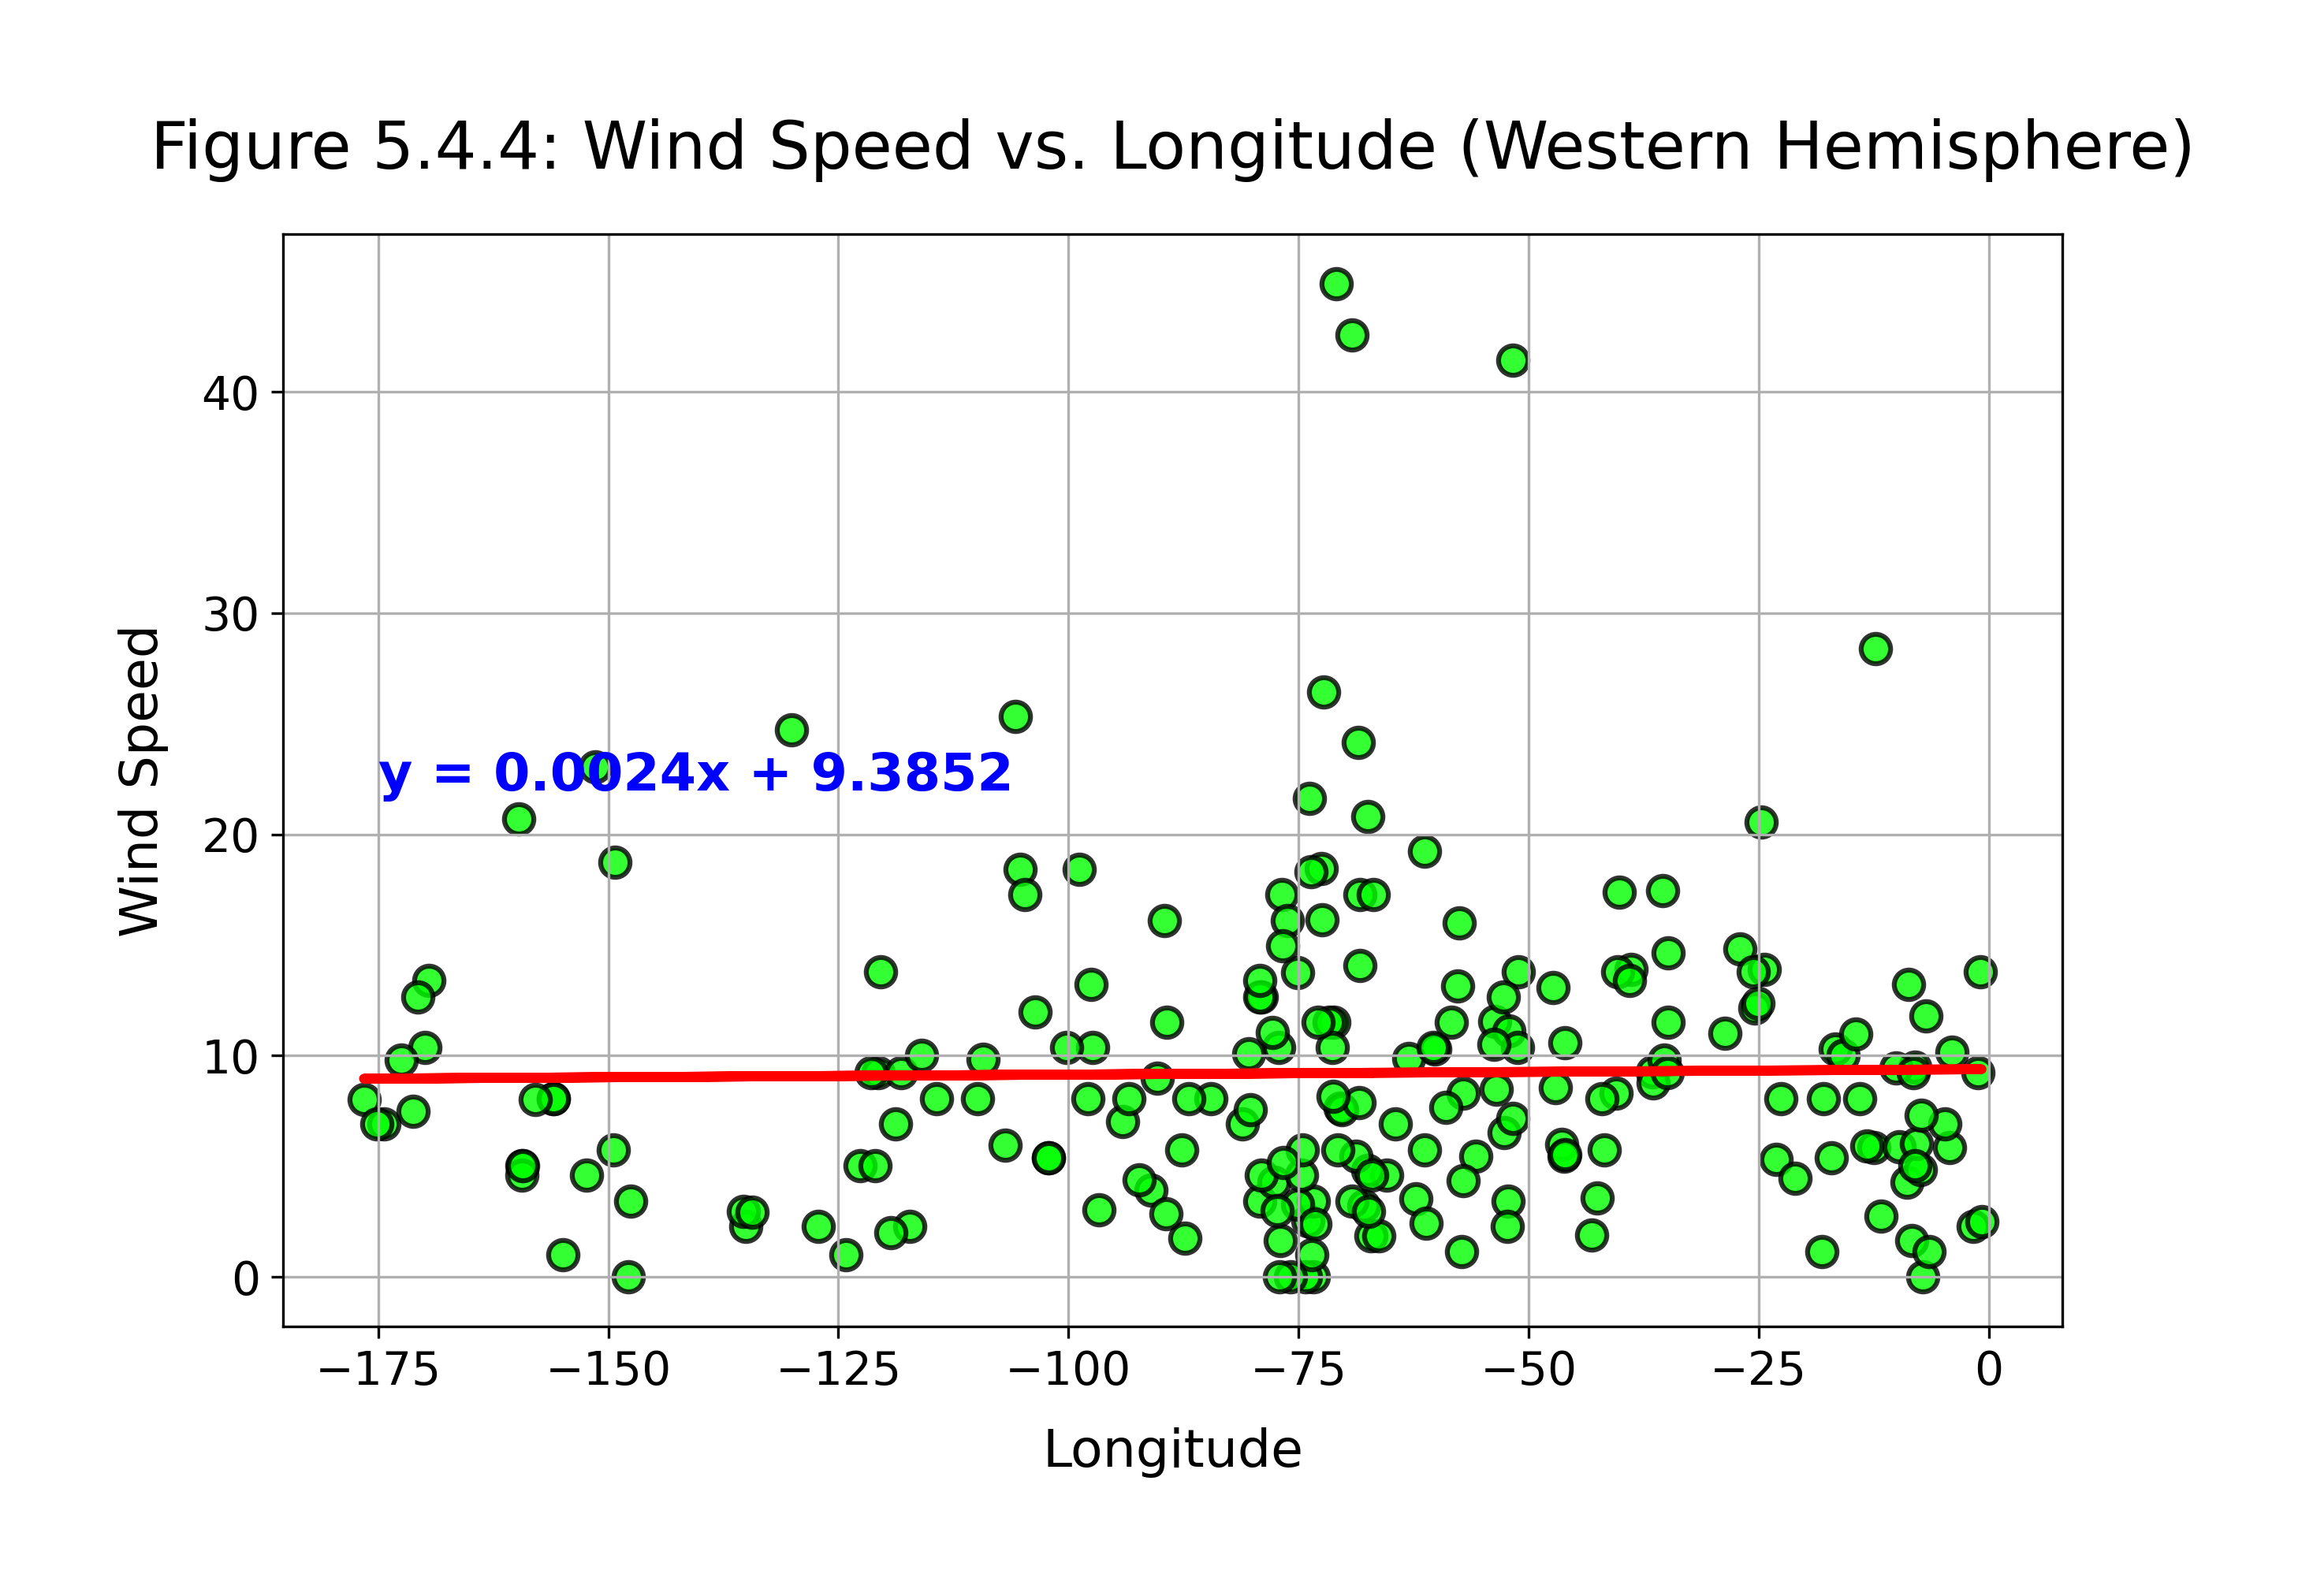 Figure 5.4.4: Wind Speed vs. Longitude (Western Hemisphere)
Wind Speed
40
30
20
10
0
y = 0.0024x + 9.3852
−175 −150 −125 −100 −75 −50 −25 0
Longitude